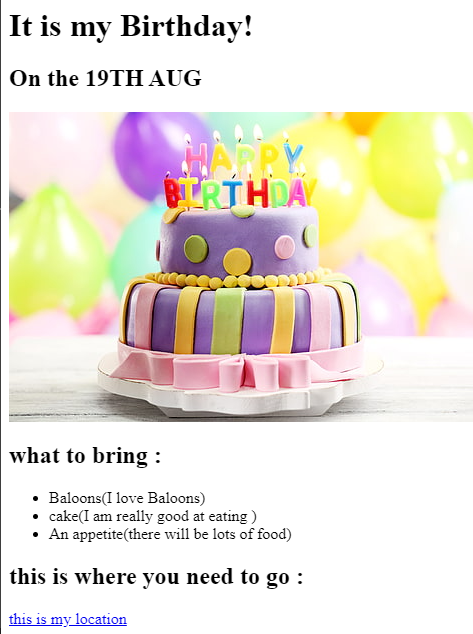 It is my Birthday!
On the 19TH AUG
HAPPY
BIRTHDAY
what to bring :
Baloons(I love Baloons)
cake(I am really good at eating )
An appetite(there will be lots of food)
this is where you need to go :
this is my location